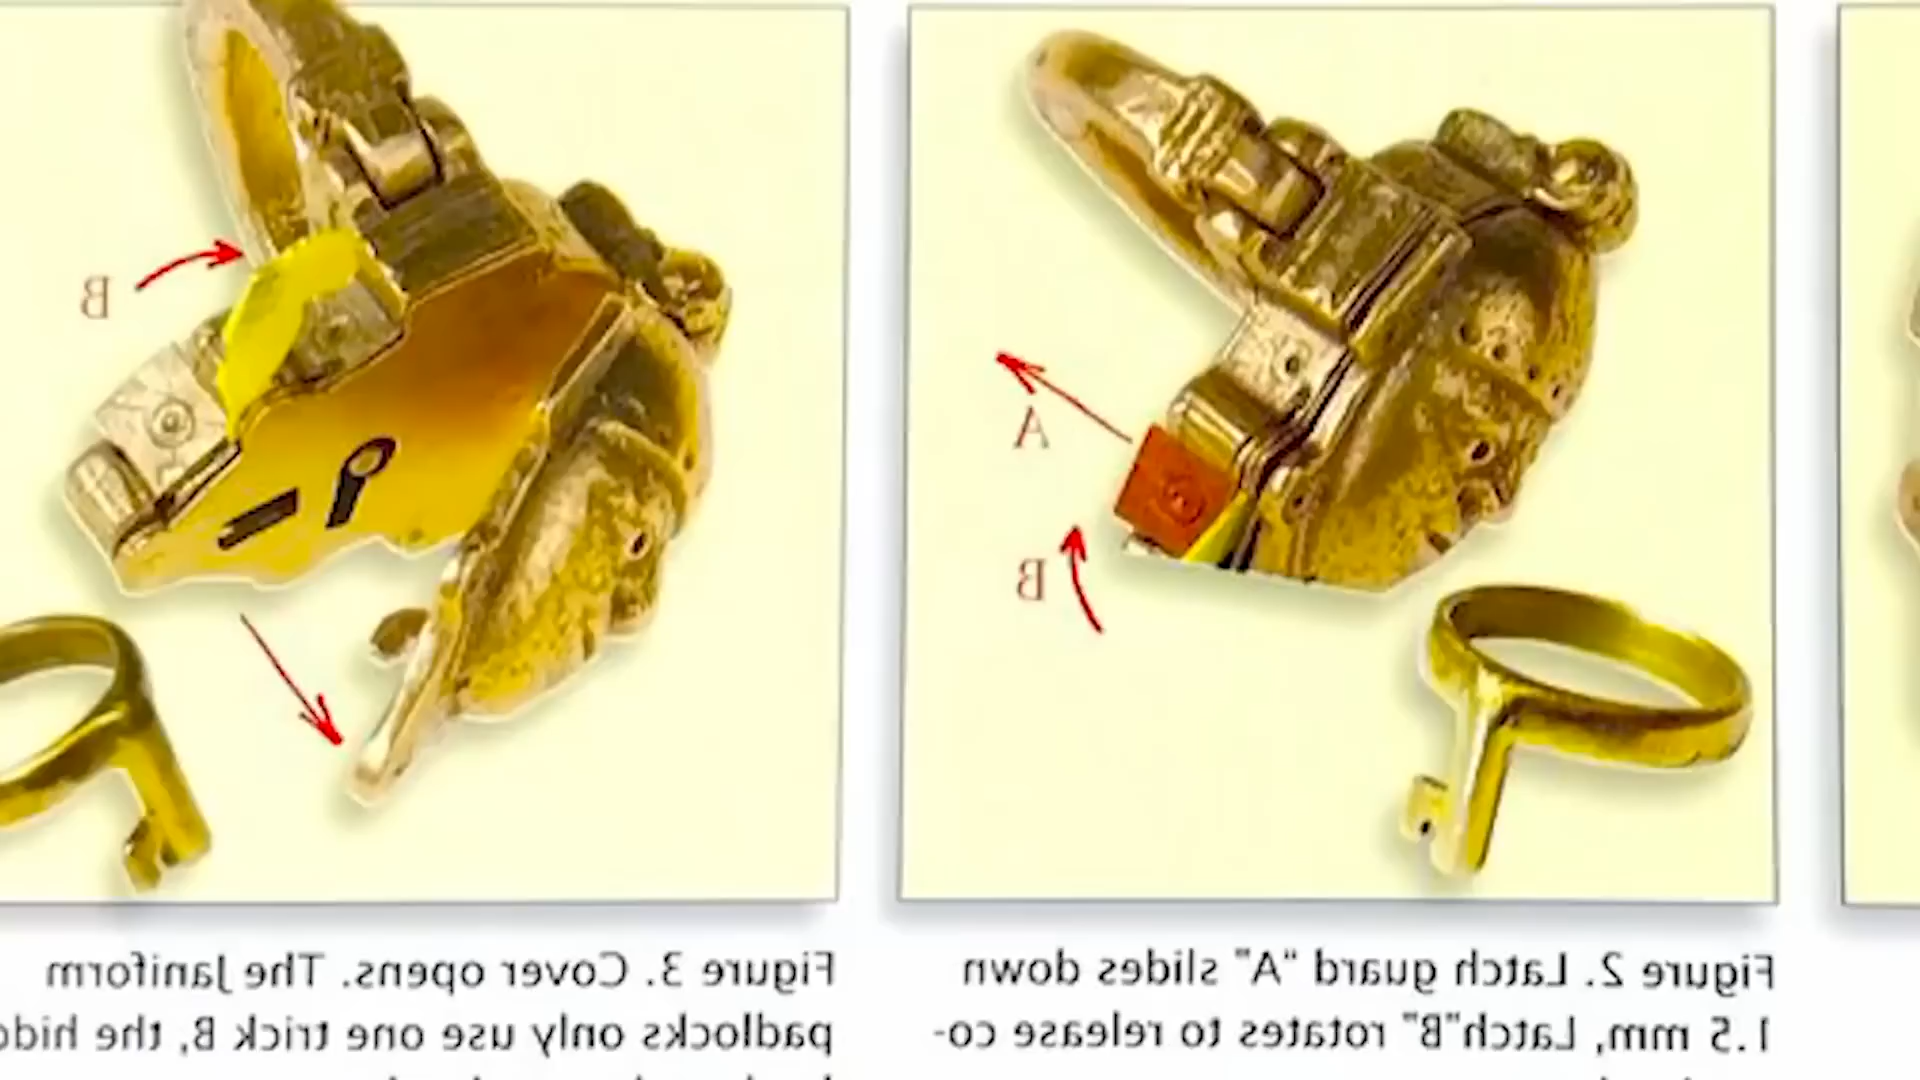 A
B
Figure 2. Latch guard "A" slides down
1.5 mm, Latch"B" rotates to release co-
B
Figure 3. Cover opens. The Janiform
padlocks only use one trick B, the